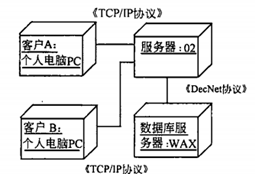 《TCP/IP协议》
客户A:
个人电脑PC
服务器:02
《DecNet协议》
客户 B:
个人电脑PC
数据库服
务器:WAX
《TCP/IP协议》